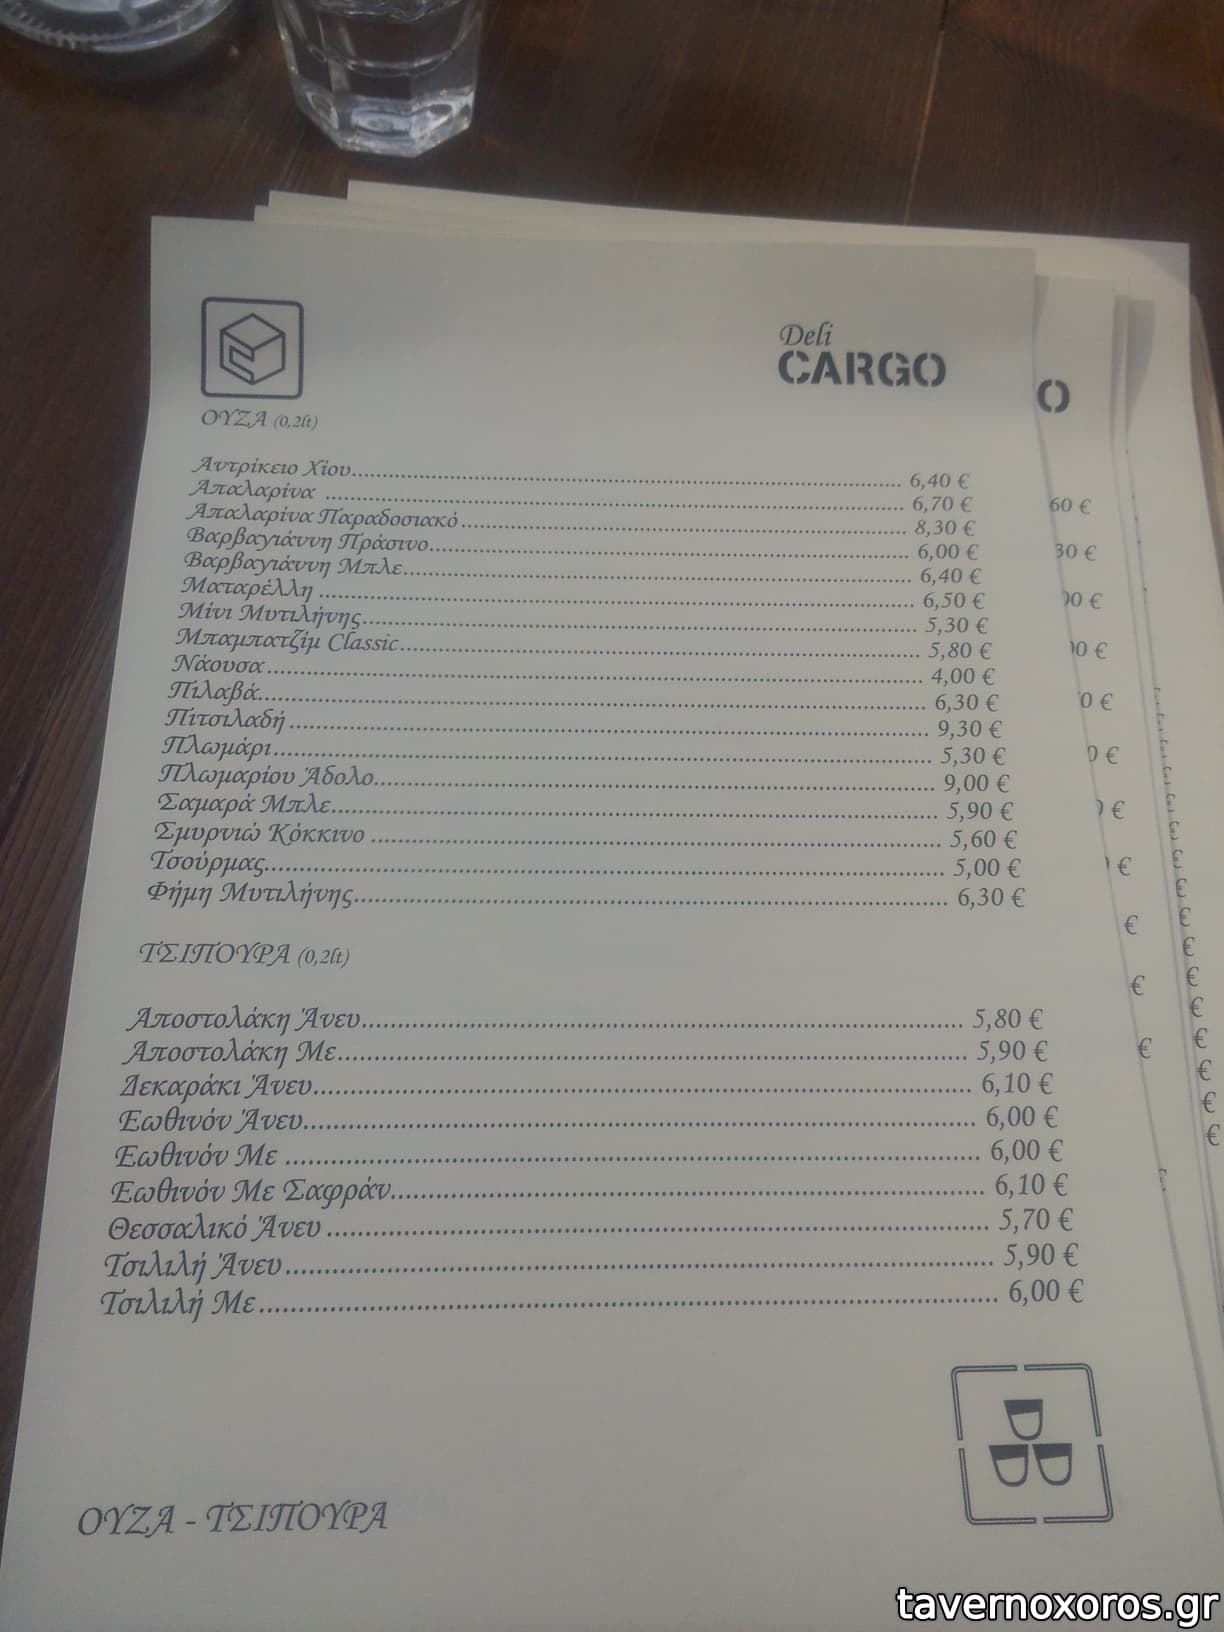 Deli
CARGO
ΟΥΖΑ (0,2lt)
Αντρίκειο Χίου 6,40 €
Απαλαρίνα 6,70 €
Απαλαρίνα Παραδοσιακό 8,30 €
Βαρβαγιάννη Πράσινο 6,00 €
Βαρβαγιάννη Μπλε 6,40 €
Ματαρέλλη 6,50 €
Μίνι Μυτιλήνης 5,30 €
Μπαμπατζίμ Classic 5,80 €
Νάουσα 4,00 €
Πιλαβά 6,30 €
Πιτσιλαδή 9,30 €
Πλωμάρι 5,30 €
Πλωμαρίου Άδολο 9,00 €
Σαμαρά Μπλε 5,90 €
Σμυρνιώ Κόκκινο 5,60 €
Τσούρμας 5,00 €
Φήμη Μυτιλήνης 6,30 €
ΤΣΙΠΟΥΡΑ (0,2lt)
Αποστολάκη Άνευ 5,80 €
Αποστολάκη Με 5,90 €
Δεκαράκι Άνευ 6,10 €
Εωθινόν Άνευ 6,00 €
Εωθινόν Με 6,00 €
Εωθινόν Με Σαφράν 6,10 €
Θεσσαλικό Άνευ 5,70 €
Τσιλιλή Άνευ 5,90 €
Τσιλιλή Με 6,00 €
ΟΥΖΑ - ΤΣΙΠΟΥΡΑ
tavernoxoros.gr